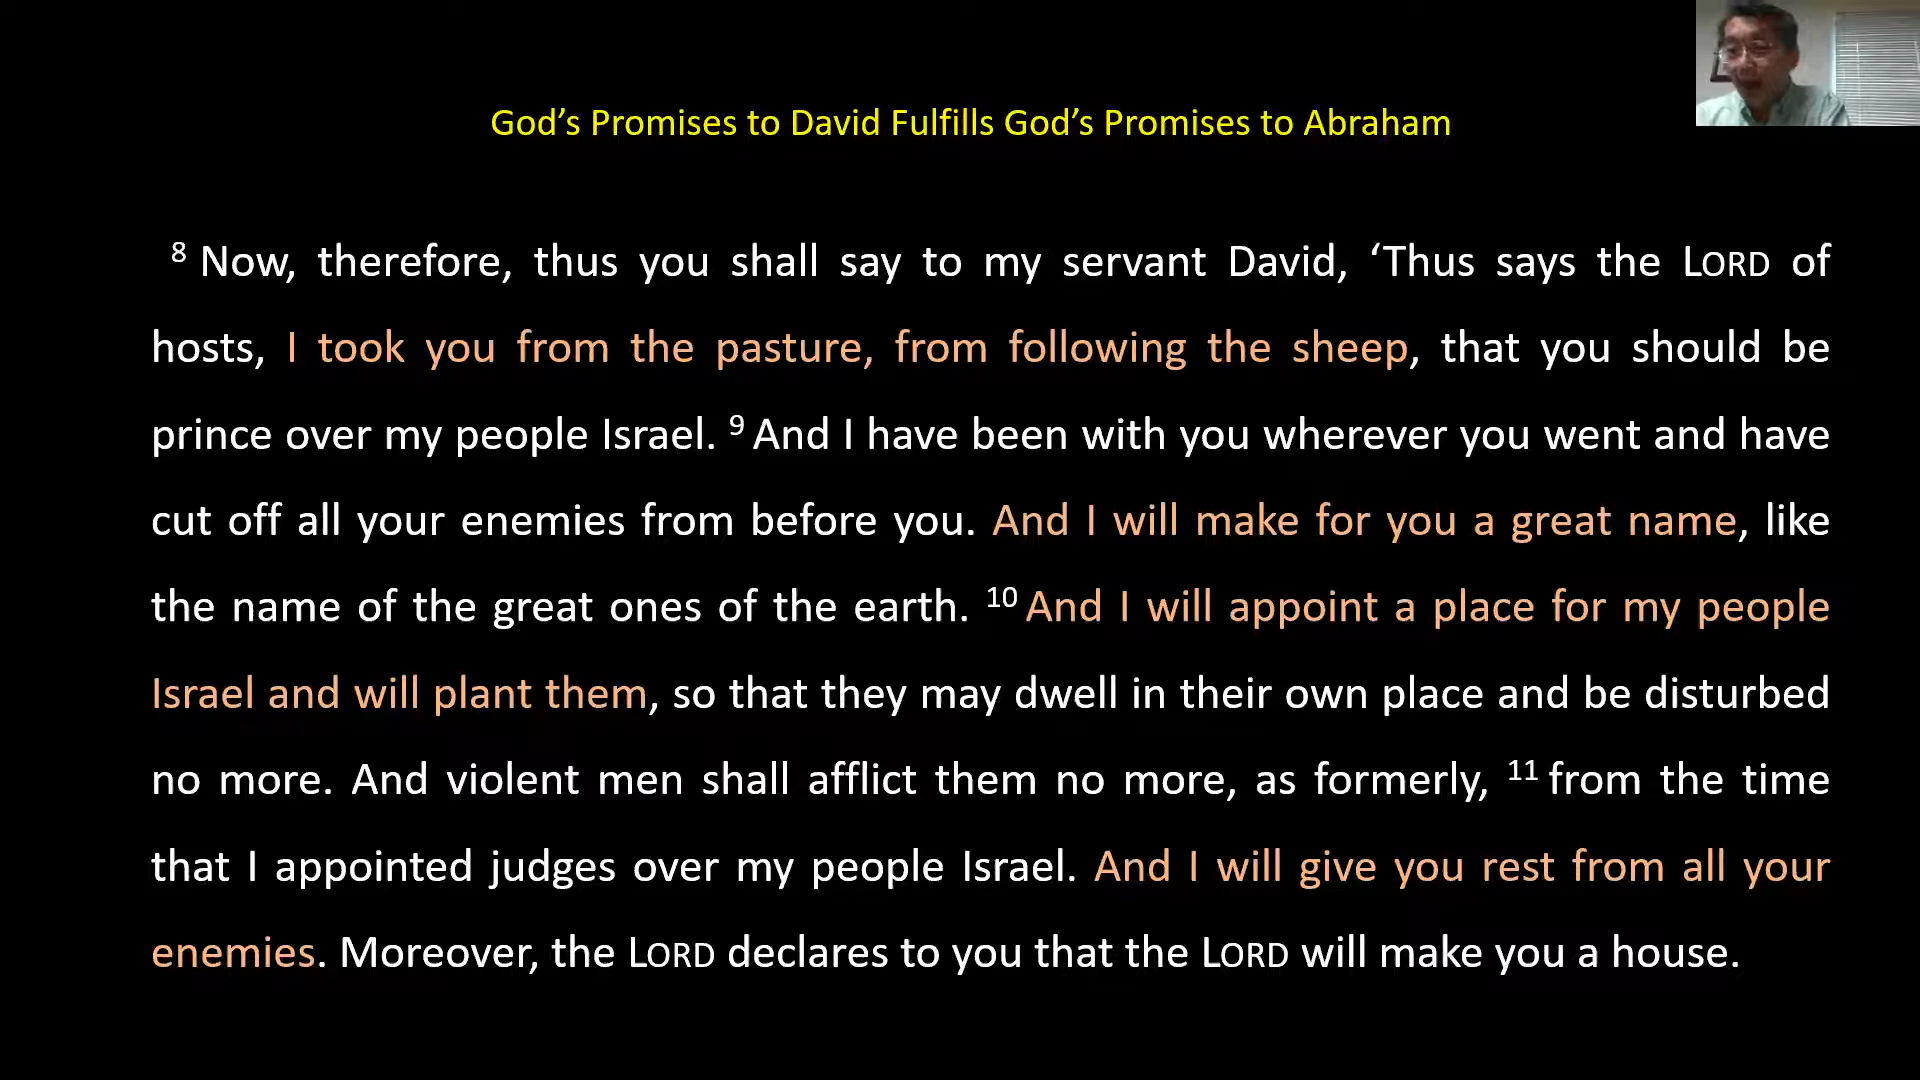 God’s Promises to David Fulfills God’s Promises to Abraham
8 Now, therefore, thus you shall say to my servant David, ‘Thus says the LORD of
hosts, I took you from the pasture, from following the sheep, that you should be
prince over my people Israel. 9 And I have been with you wherever you went and have
cut off all your enemies from before you. And I will make for you a great name, like
the name of the great ones of the earth. 10 And I will appoint a place for my people
Israel and will plant them, so that they may dwell in their own place and be disturbed
no more. And violent men shall afflict them no more, as formerly, 11 from the time
that I appointed judges over my people Israel. And I will give you rest from all your
enemies. Moreover, the LORD declares to you that the LORD will make you a house.